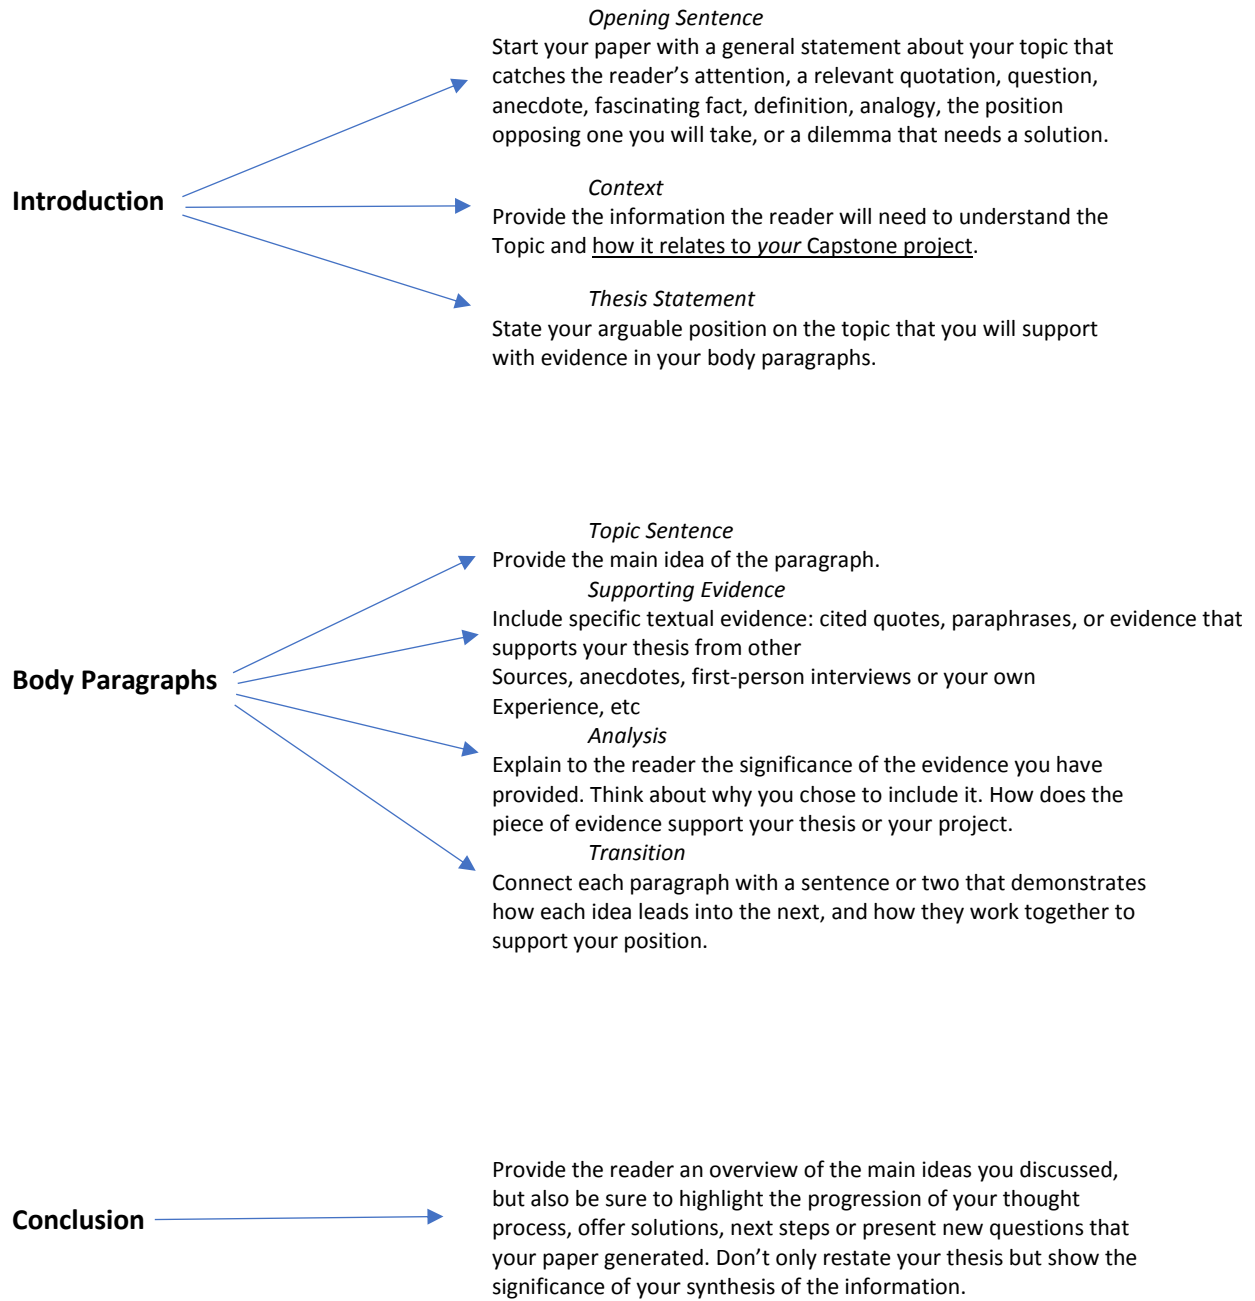 Opening Sentence
Start your paper with a general statement about your topic that
catches the reader’s attention, a relevant quotation, question,
anecdote, fascinating fact, definition, analogy, the position
opposing one you will take, or a dilemma that needs a solution.
Introduction
Context
Provide the information the reader will need to understand the
Topic and how it relates to your Capstone project.
Thesis Statement
State your arguable position on the topic that you will support
with evidence in your body paragraphs.
Topic Sentence
Provide the main idea of the paragraph.
Supporting Evidence
Include specific textual evidence: cited quotes, paraphrases, or evidence that
supports your thesis from other
Sources, anecdotes, first-person interviews or your own
Experience, etc
Body Paragraphs
Analysis
Explain to the reader the significance of the evidence you have
provided. Think about why you chose to include it. How does the
piece of evidence support your thesis or your project.
Transition
Connect each paragraph with a sentence or two that demonstrates
how each idea leads into the next, and how they work together to
support your position.
Conclusion
Provide the reader an overview of the main ideas you discussed,
but also be sure to highlight the progression of your thought
process, offer solutions, next steps or present new questions that
your paper generated. Don’t only restate your thesis but show the
significance of your synthesis of the information.